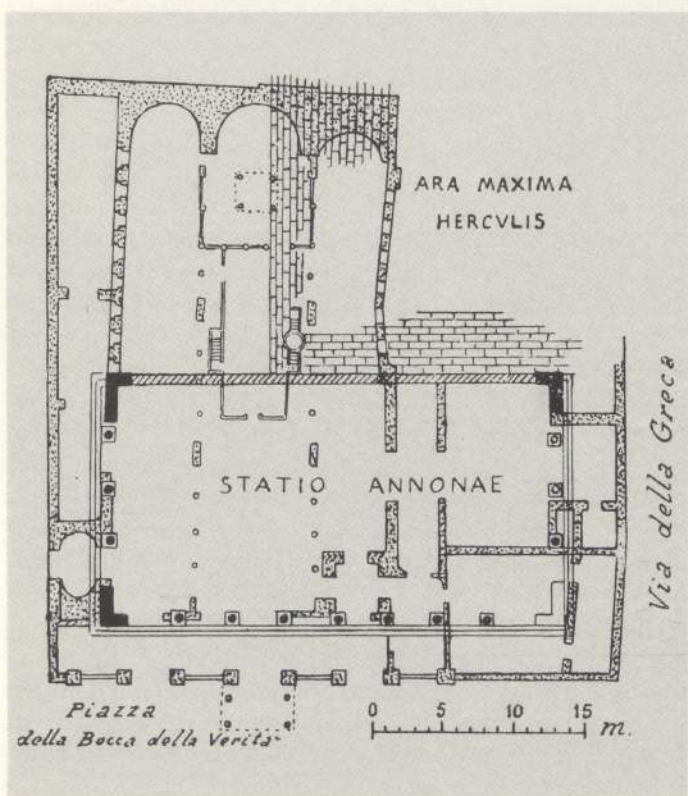 ARA MAXIMA
HERCVLIS
STATIO ANNONAE
Via della Greca
Piazza
della Bocca della Verità
0 5 10 15
m.